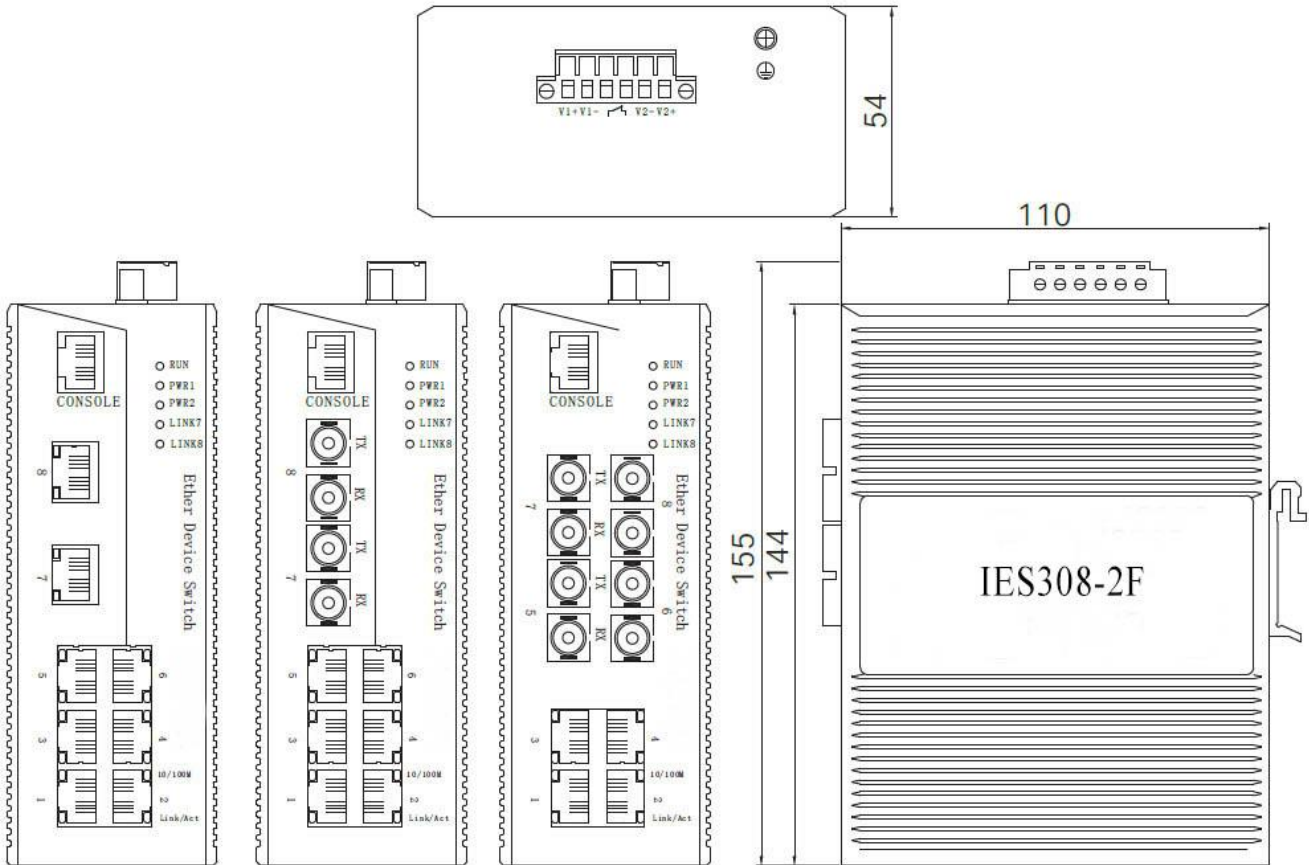 V1+V1- V2-V2+
54
110
155
144
IES308-2F
RUN
PWR1
PWR2
LINK7
LINK8
CONSOLE
8
7
Ether Device Switch
5
6
3
4
10/100M
1
2
Link/Act
RUN
PWR1
PWR2
LINK7
LINK8
CONSOLE
TX
8
RX
TX
7
RX
Ether Device Switch
5
6
3
4
10/100M
1
2
Link/Act
RUN
PWR1
PWR2
LINK7
LINK8
CONSOLE
TX
7
8
RX
TX
5
6
RX
Ether Device Switch
3
4
10/100M
1
2
Link/Act